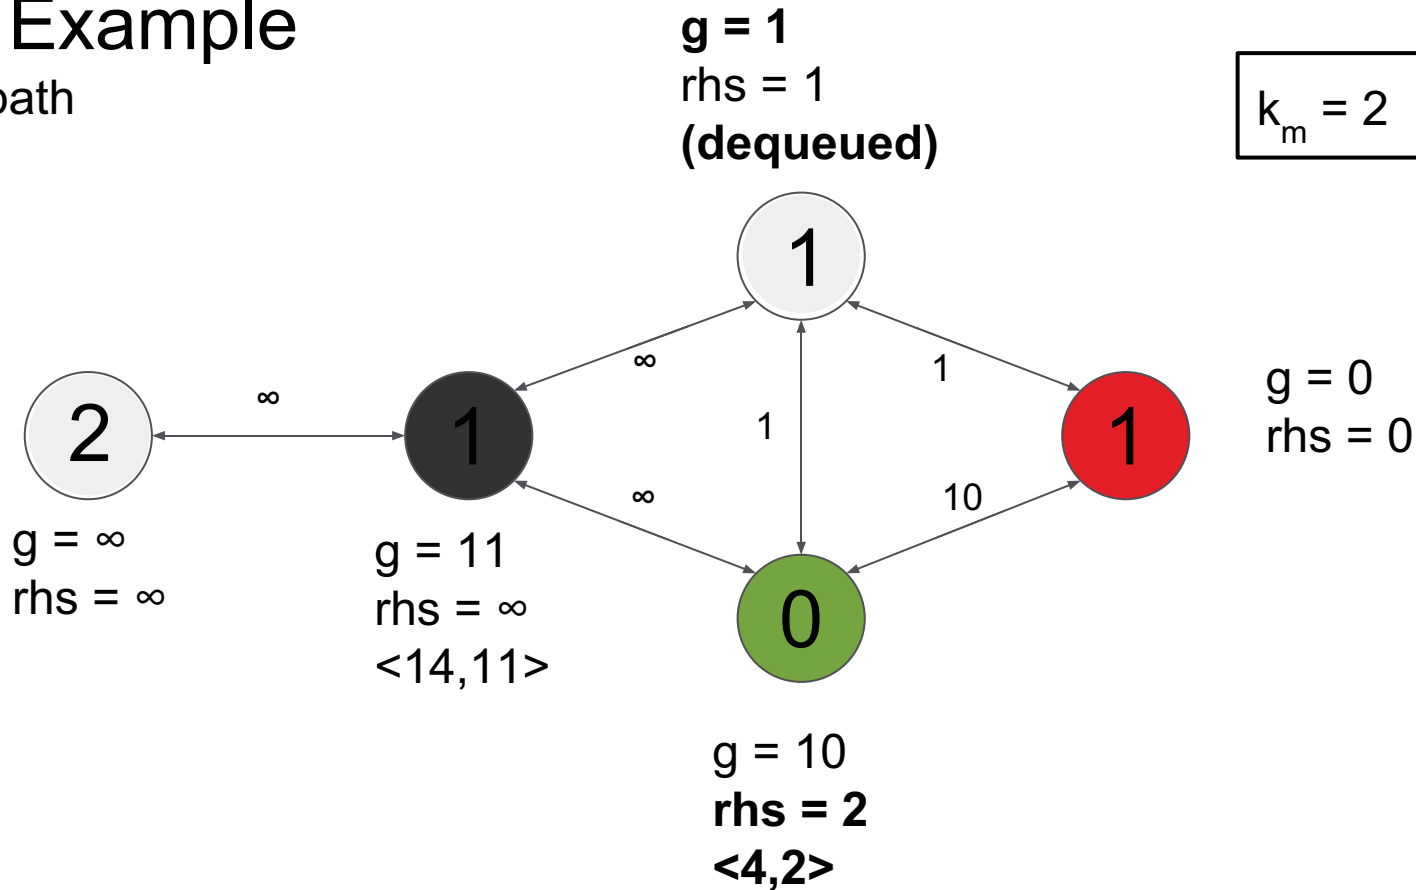 Example
path
g = 1
rhs = 1
(dequeued)
km = 2
1
∞
1
∞
1
g = 0
rhs = 0
2
1
1
∞
10
g = ∞
rhs = ∞
g = 11
rhs = ∞
<14,11>
0
g = 10
rhs = 2
<4,2>